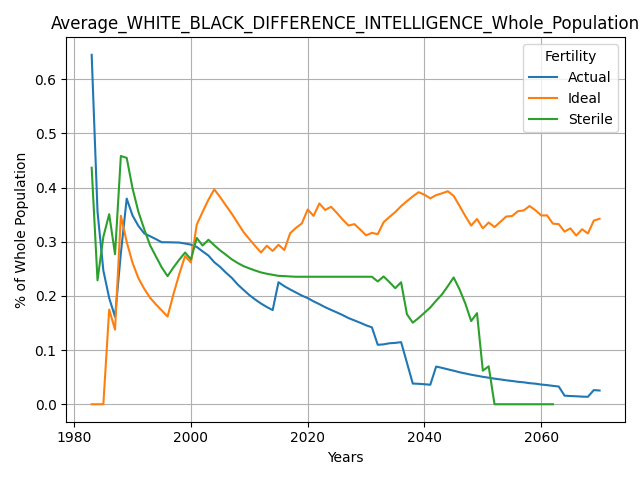 Average_WHITE_BLACK_DIFFERENCE_INTELLIGENCE_Whole_Population
Fertility
Actual
Ideal
Sterile
% of Whole Population
0.6
0.5
0.4
0.3
0.2
0.1
0.0
1980
2000
2020
2040
2060
Years